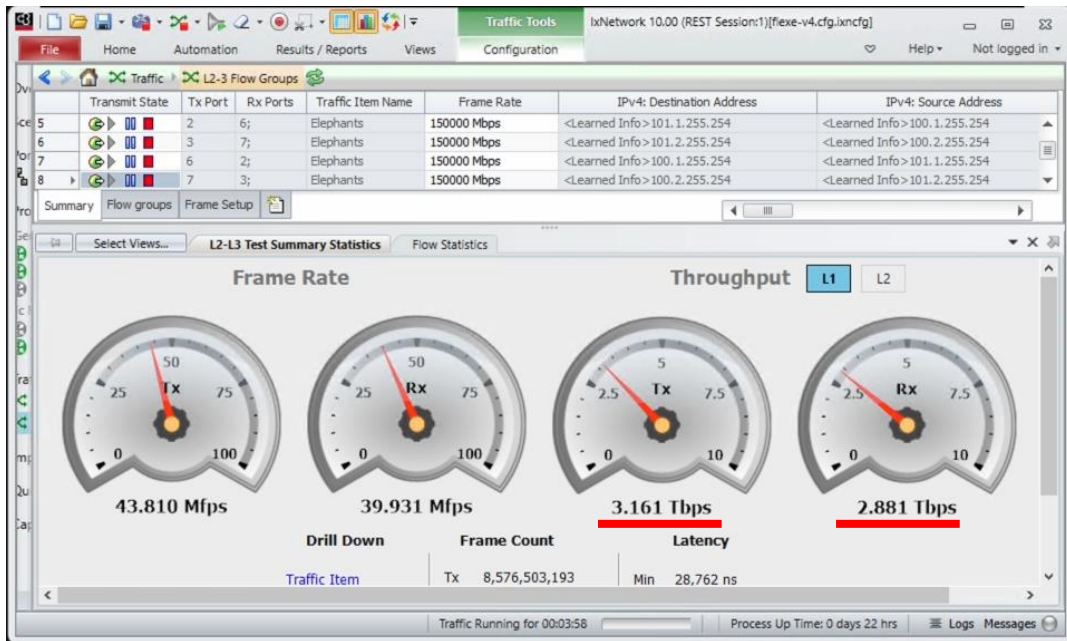 Traffic Tools IxNetwork 10.00 (REST Session:1)[flexe-v4.cfg.ixncfg]
File Home Automation Results / Reports Views Configuration Help Not logged in
Traffic L2-3 Flow Groups
Transmit State Tx Port Rx Ports Traffic Item Name Frame Rate IPv4: Destination Address IPv4: Source Address
5 2 6; Elephants 150000 Mbps <Learned Info>101.1.255.254 <Learned Info>100.1.255.254
6 3 7; Elephants 150000 Mbps <Learned Info>101.2.255.254 <Learned Info>100.2.255.254
7 6 2; Elephants 150000 Mbps <Learned Info>100.1.255.254 <Learned Info>101.1.255.254
8 7 3; Elephants 150000 Mbps <Learned Info>100.2.255.254 <Learned Info>101.2.255.254
Summary Flow groups Frame Setup
Select Views... L2-L3 Test Summary Statistics Flow Statistics
Frame Rate Throughput L1 L2
50 50 5 5
25 Tx 75 25 Rx 75 2.5 Tx 7.5 2.5 Rx 7.5
0 100 0 100 0 10 0 10
43.810 Mfps 39.931 Mfps 3.161 Tbps 2.881 Tbps
Drill Down Frame Count Latency
Traffic Item Tx 8,576,503,193 Min 28,762 ns
Traffic Running for 00:03:58 Process Up Time: 0 days 22 hrs Logs Messages